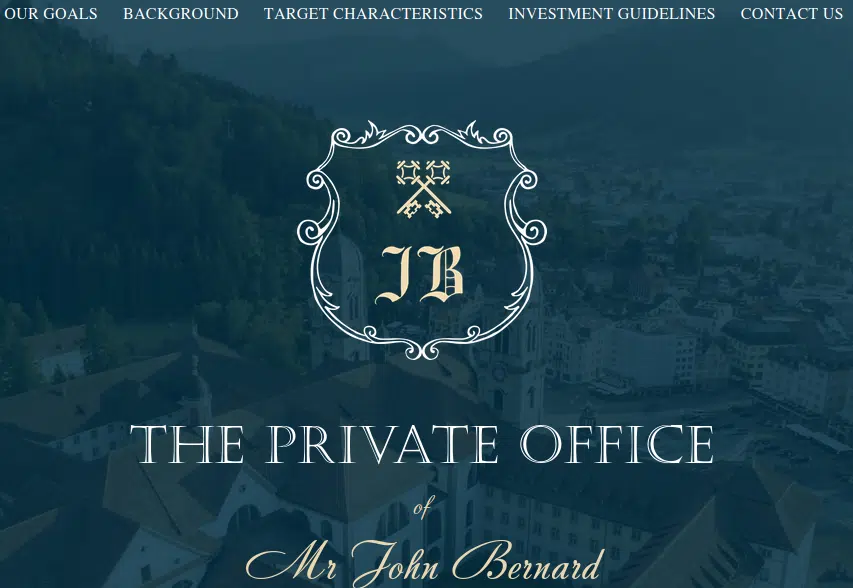 OUR GOALS BACKGROUND TARGET CHARACTERISTICS INVESTMENT GUIDELINES CONTACT US
JB
THE PRIVATE OFFICE
of
Mr John Bernard